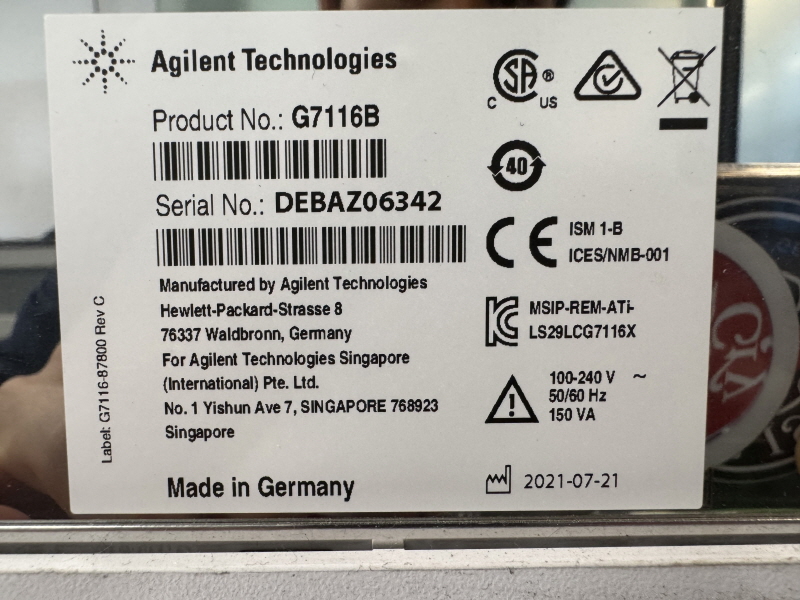 Agilent Technologies
Product No.: G7116B
Serial No.: DEBAZ06342
Manufactured by Agilent Technologies
Hewlett-Packard-Strasse 8
76337 Waldbronn, Germany
For Agilent Technologies Singapore
(International) Pte. Ltd.
No. 1 Yishun Ave 7, SINGAPORE 768923
Singapore
Made in Germany
Label: G7116-87800 Rev C
C SA ® US
40
CE ISM 1-B
ICES/NMB-001
MSIP-REM-ATi-
LS29LCG7116X
100-240 V ~
50/60 Hz
150 VA
2021-07-21